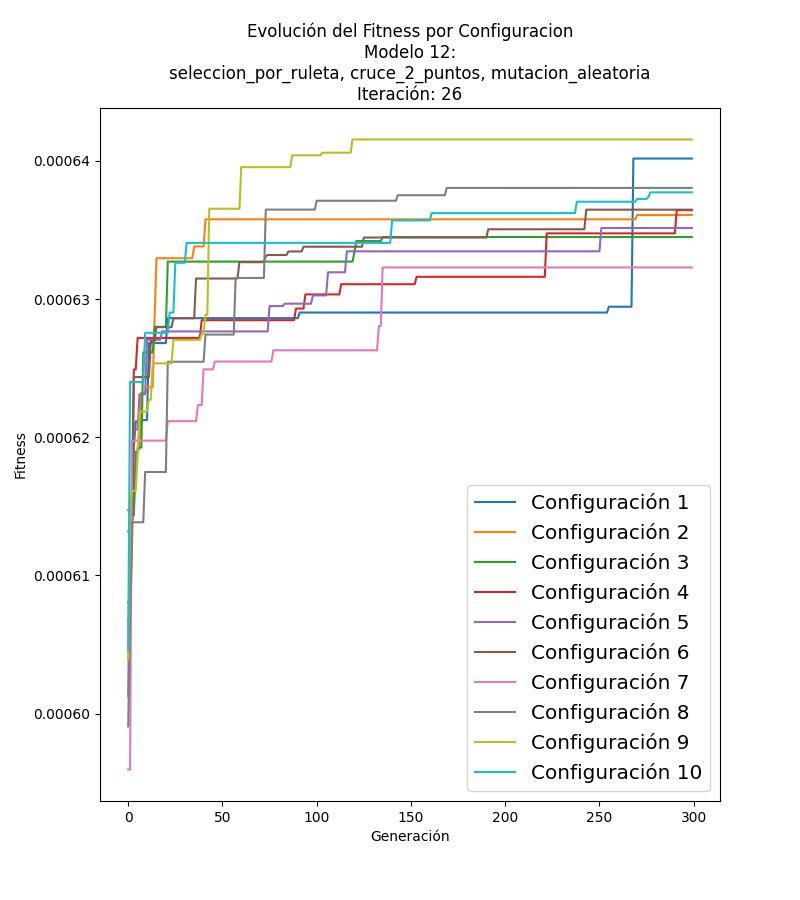 Evolución del Fitness por Configuracion
Modelo 12:
seleccion_por_ruleta, cruce_2_puntos, mutacion_aleatoria
Iteración: 26
0.00064
0.00063
0.00062
0.00061
0.00060
Fitness
0 50 100 150 200 250 300
Generación
Configuración 1
Configuración 2
Configuración 3
Configuración 4
Configuración 5
Configuración 6
Configuración 7
Configuración 8
Configuración 9
Configuración 10